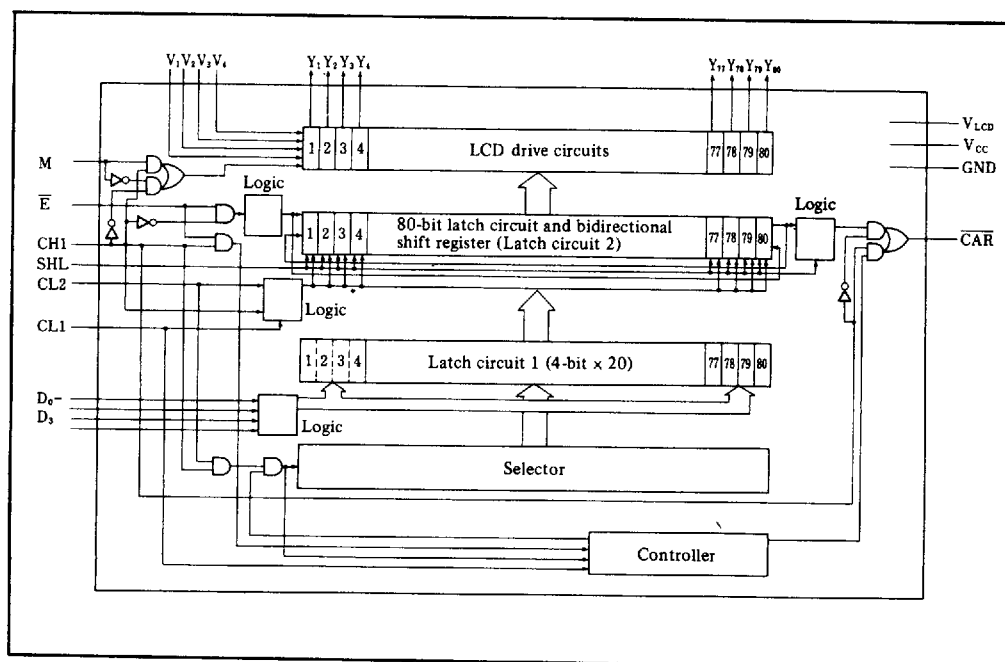 V₁ V₂ V₃ V₄
Y₁ Y₂ Y₃ Y₄
Y₇₇ Y₇₈ Y₇₉ Y₈₀
1 2 3 4 LCD drive circuits 77 78 79 80
V_LCD
V_CC
GND
M
E̅
Logic
1 2 3 4 80-bit latch circuit and bidirectional
shift register (Latch circuit 2) 77 78 79 80
Logic
C̅A̅R̅
CH1
SHL
CL2
Logic
CL1
1 2 3 4 Latch circuit 1 (4-bit × 20) 77 78 79 80
D₀–
D₃
Logic
Selector
Controller